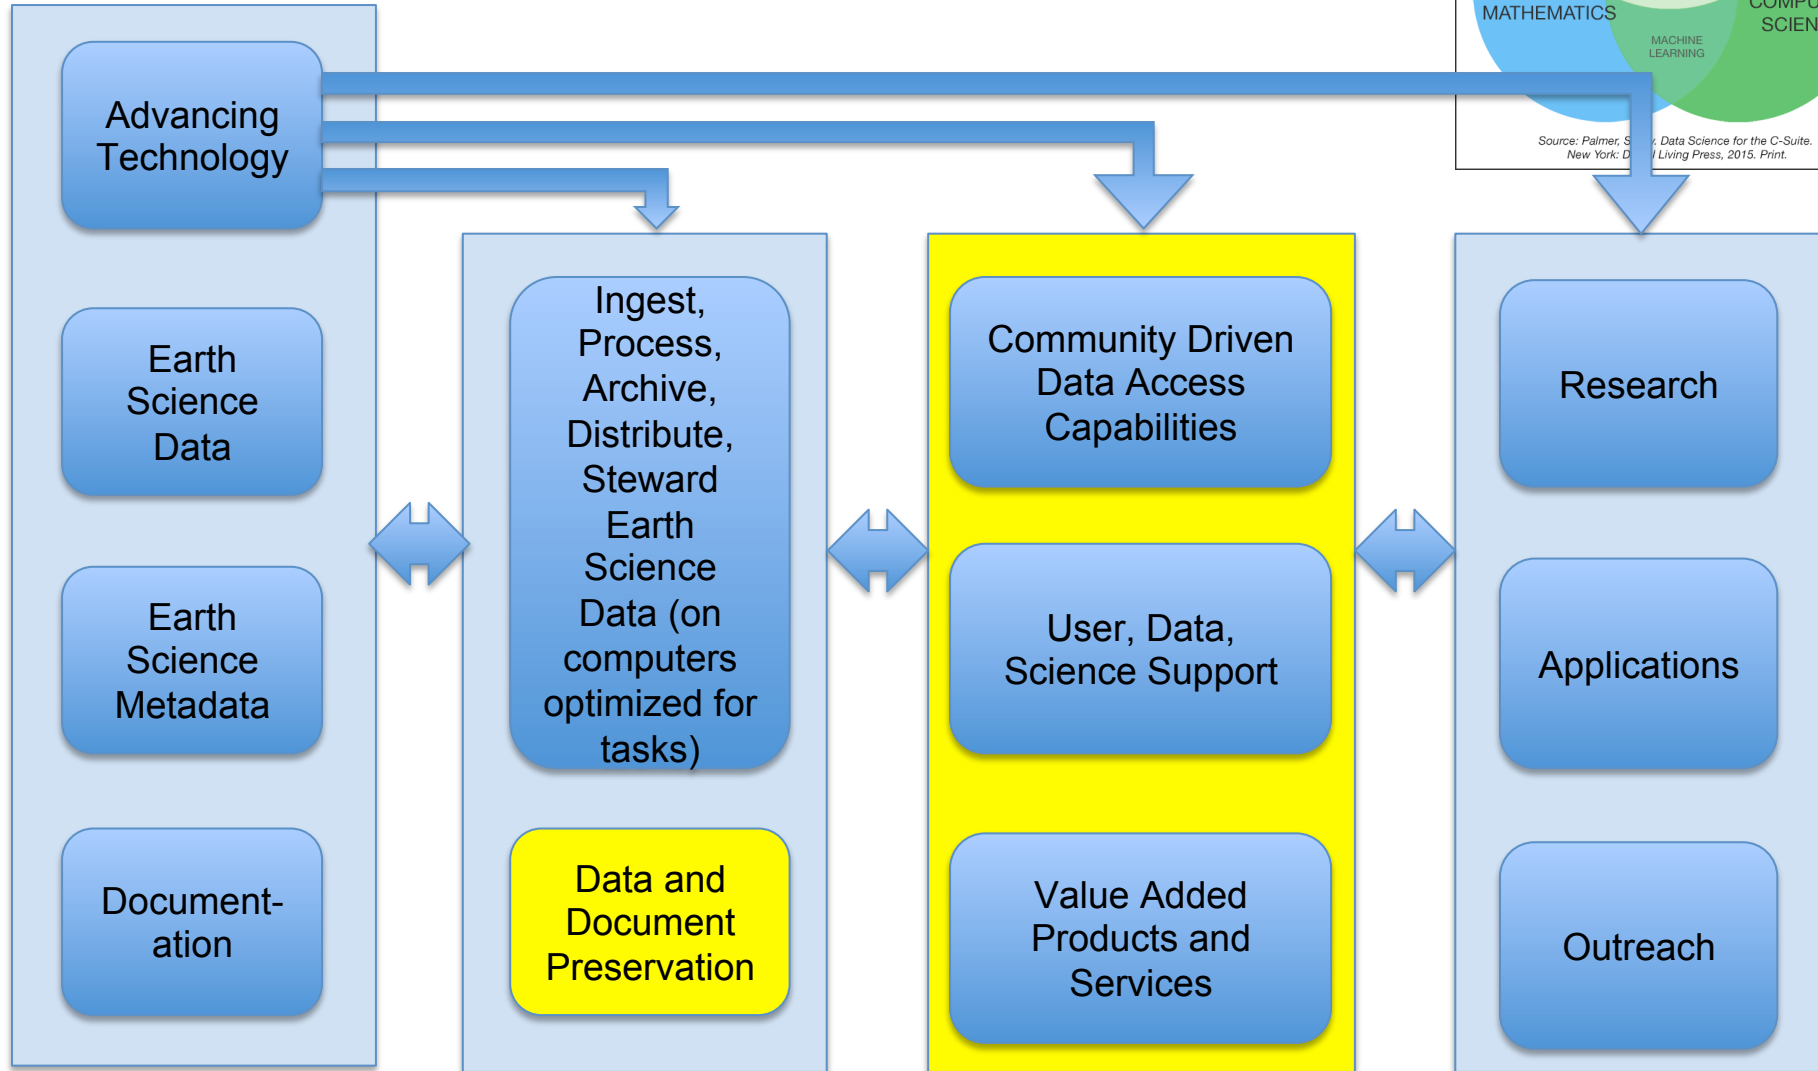 MATHEMATICS
MACHINE
LEARNING
Source: Palmer, Data Science for the C-Suite.
New York: Living Press, 2015. Print.
Advancing
Technology
Earth
Science
Data
Earth
Science
Metadata
Document-
ation
Ingest,
Process,
Archive,
Distribute,
Steward
Earth
Science
Data (on
computers
optimized for
tasks)
Data and
Document
Preservation
Community Driven
Data Access
Capabilities
User, Data,
Science Support
Value Added
Products and
Services
Research
Applications
Outreach